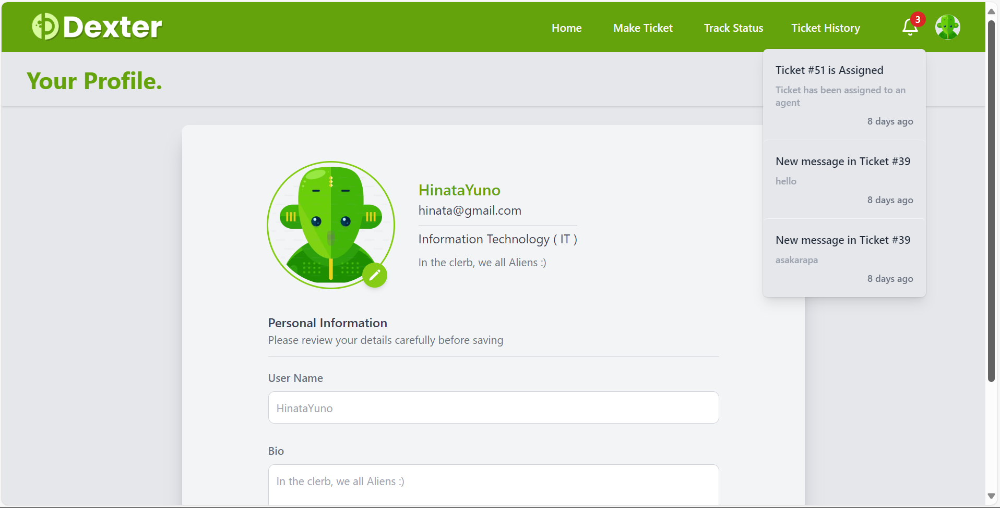 Dexter
Home
Make Ticket
Track Status
Ticket History
3
Your Profile.
Ticket #51 is Assigned
Ticket has been assigned to an
agent
8 days ago
New message in Ticket #39
hello
8 days ago
New message in Ticket #39
asakarapa
8 days ago
HinataYuno
hinata@gmail.com
Information Technology ( IT )
In the clerb, we all Aliens :)
Personal Information
Please review your details carefully before saving
User Name
HinataYuno
Bio
In the clerb, we all Aliens :)